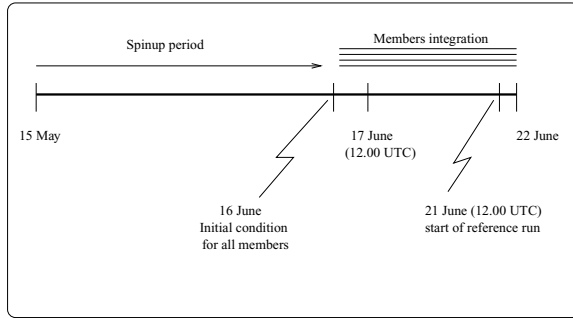 Spinup period
Members integration
15 May
17 June
(12.00 UTC)
22 June
16 June
Initial condition
for all members
21 June (12.00 UTC)
start of reference run